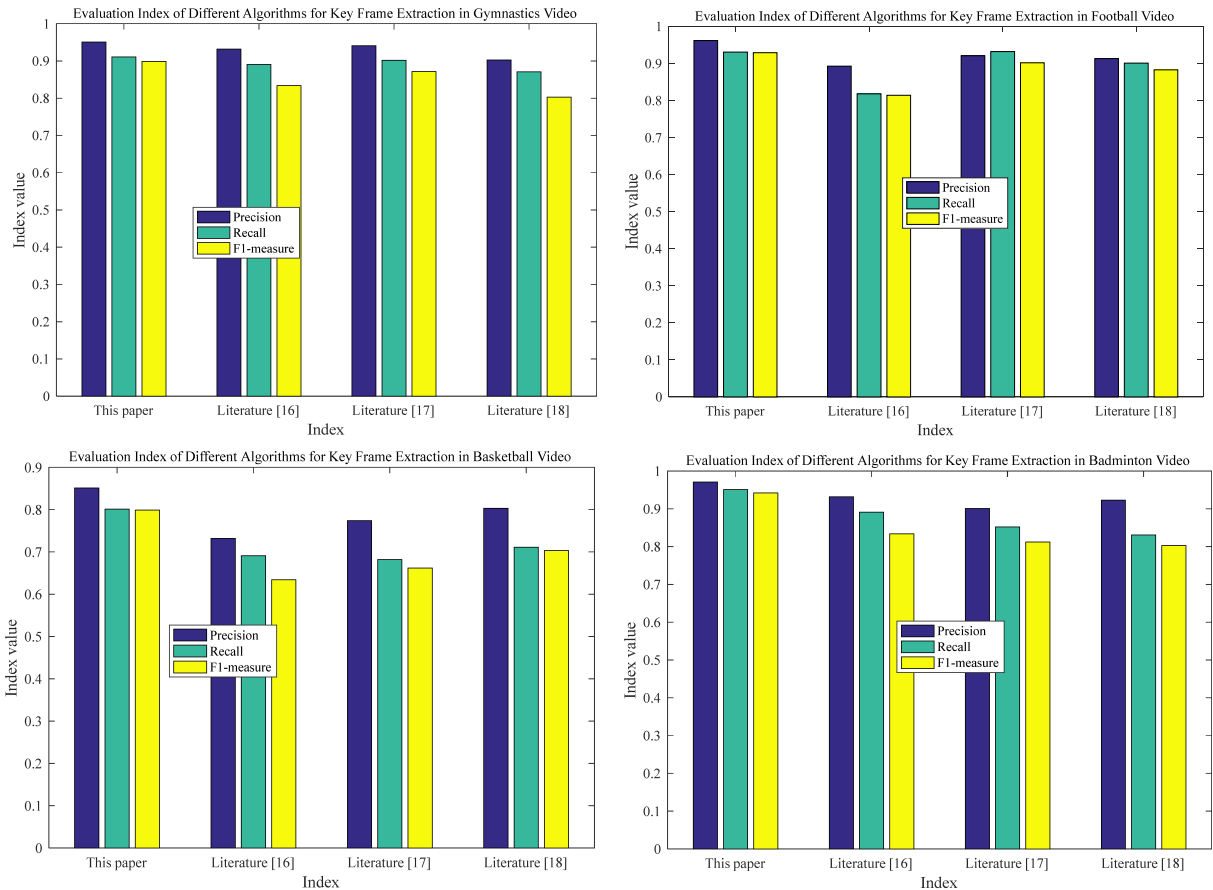 Evaluation Index of Different Algorithms for Key Frame Extraction in Gymnastics Video
1
0.9
0.8
0.7
0.6
0.5
0.4
0.3
0.2
0.1
0
Index value
Precision
Recall
F1-measure
This paper
Literature [16]
Literature [17]
Literature [18]
Index
Evaluation Index of Different Algorithms for Key Frame Extraction in Football Video
1
0.9
0.8
0.7
0.6
0.5
0.4
0.3
0.2
0.1
0
Index value
Precision
Recall
F1-measure
This paper
Literature [16]
Literature [17]
Literature [18]
Index
Evaluation Index of Different Algorithms for Key Frame Extraction in Basketball Video
0.9
0.8
0.7
0.6
0.5
0.4
0.3
0.2
0.1
0
Index value
Precision
Recall
F1-measure
This paper
Literature [16]
Literature [17]
Literature [18]
Index
Evaluation Index of Different Algorithms for Key Frame Extraction in Badminton Video
1
0.9
0.8
0.7
0.6
0.5
0.4
0.3
0.2
0.1
0
Index value
Precision
Recall
F1-measure
This paper
Literature [16]
Literature [17]
Literature [18]
Index